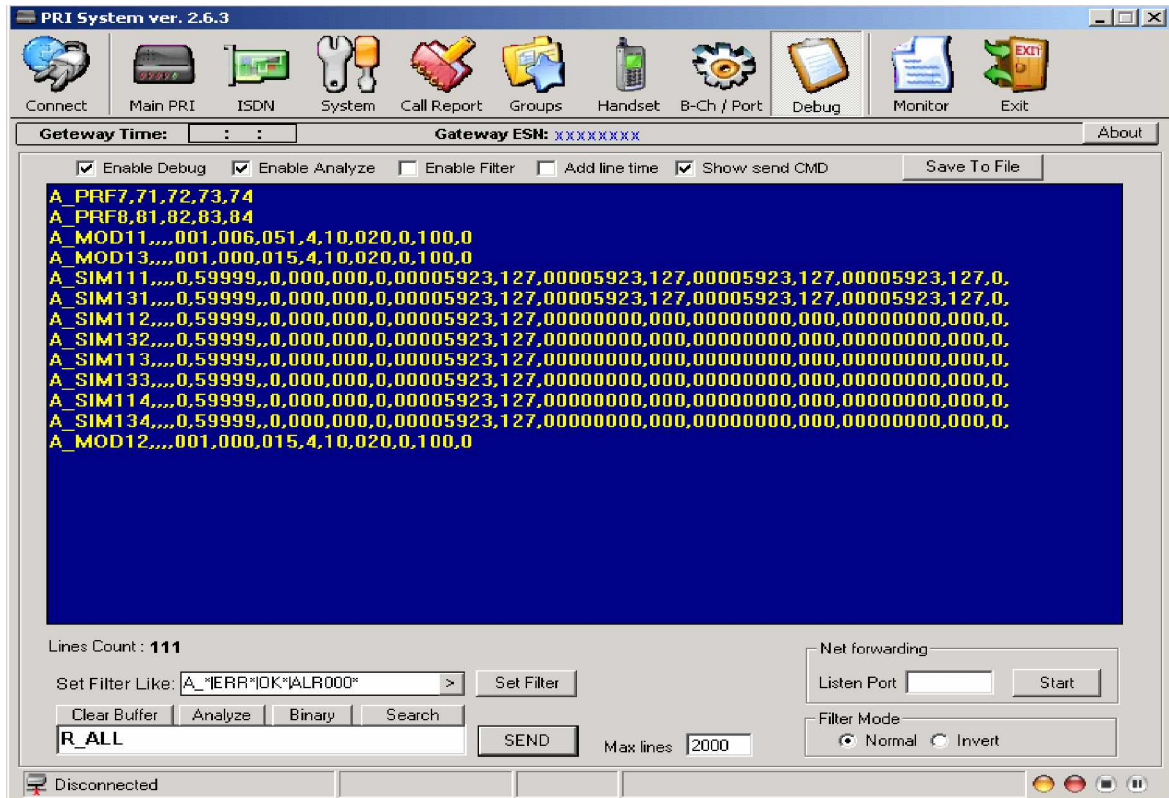 PRI System ver. 2.6.3
EXIT
Connect Main PRI ISDN System Call Report Groups Handset B-Ch / Port Debug Monitor Exit
Geteway Time: : : Gateway ESN: xxxxxxxx About
Enable Debug Enable Analyze Enable Filter Add line time Show send CMD Save To File
A_PRF7,71,72,73,74
A_PRF8,81,82,83,84
A_MOD11,,,,001,006,051,4,10,020,0,100,0
A_MOD13,,,,001,000,015,4,10,020,0,100,0
A_SIM111,,,,0,59999,,0,000,000,0,00005923,127,00005923,127,00005923,127,00005923,127,0,
A_SIM131,,,,0,59999,,0,000,000,0,00005923,127,00005923,127,00005923,127,00005923,127,0,
A_SIM112,,,,0,59999,,0,000,000,0,00005923,127,00000000,000,00000000,000,00000000,000,0,
A_SIM132,,,,0,59999,,0,000,000,0,00005923,127,00000000,000,00000000,000,00000000,000,0,
A_SIM113,,,,0,59999,,0,000,000,0,00005923,127,00000000,000,00000000,000,00000000,000,0,
A_SIM133,,,,0,59999,,0,000,000,0,00005923,127,00000000,000,00000000,000,00000000,000,0,
A_SIM114,,,,0,59999,,0,000,000,0,00005923,127,00000000,000,00000000,000,00000000,000,0,
A_SIM134,,,,0,59999,,0,000,000,0,00005923,127,00000000,000,00000000,000,00000000,000,0,
A_MOD12,,,,001,000,015,4,10,020,0,100,0
Lines Count : 111
Net forwarding
Set Filter Like: A_*|ERR*|OK*|ALR000* > Set Filter
Listen Port Start
Clear Buffer Analyze Binary Search
Filter Mode
R_ALL SEND Max lines 2000 Normal Invert
Disconnected